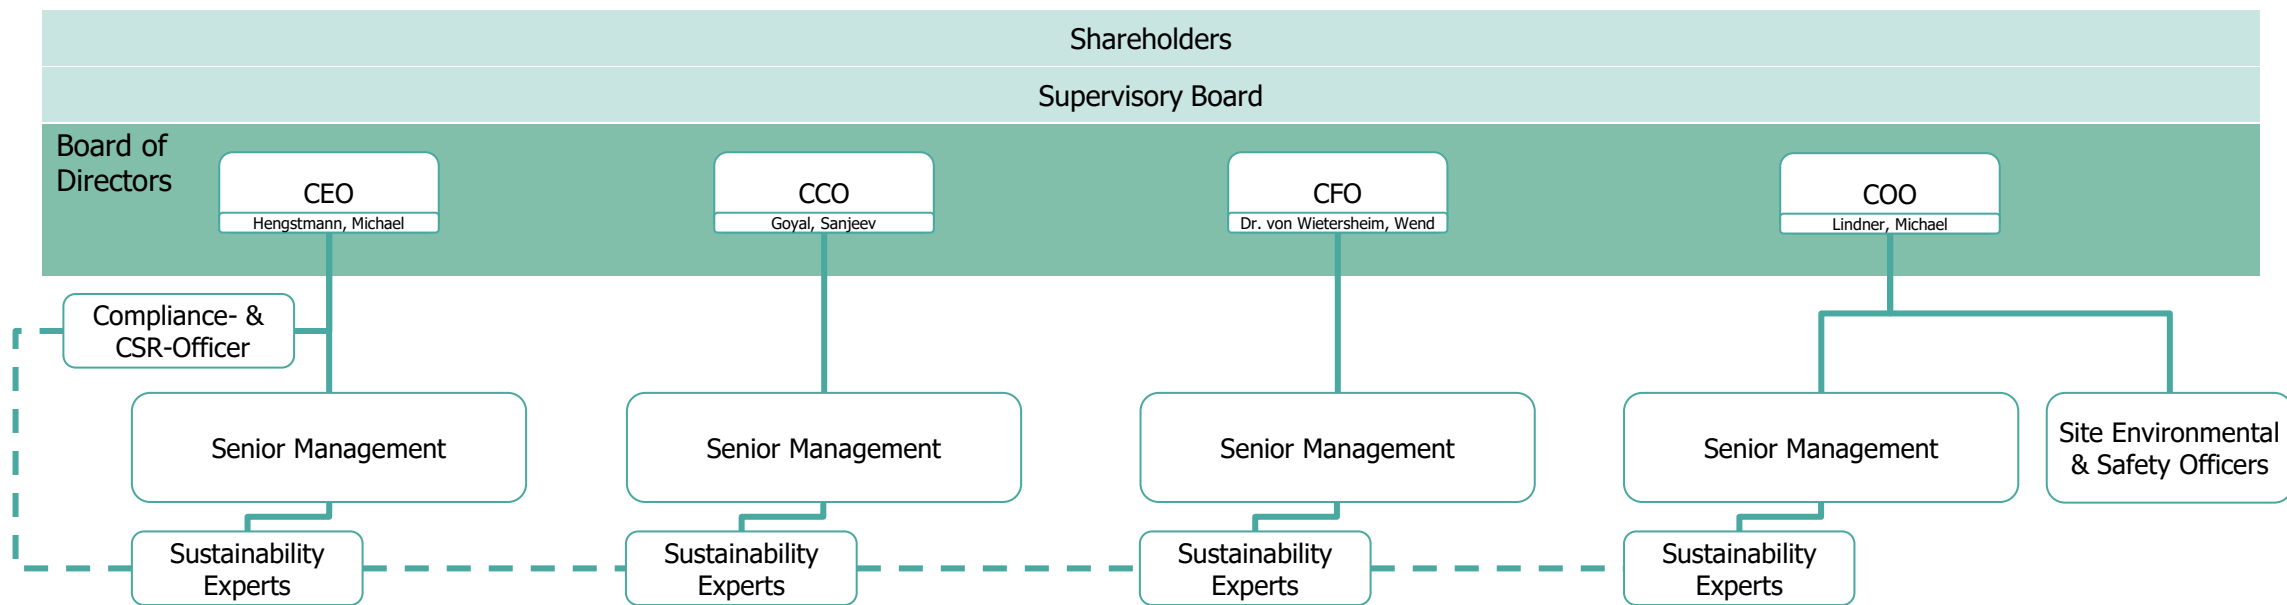 Shareholders
Supervisory Board
Board of
Directors
CEO
Hengstmann, Michael
CCO
Goyal, Sanjeev
CFO
Dr. von Wietersheim, Wend
COO
Lindner, Michael
Compliance- &
CSR-Officer
Senior Management
Senior Management
Senior Management
Senior Management
Site Environmental
& Safety Officers
Sustainability
Experts
Sustainability
Experts
Sustainability
Experts
Sustainability
Experts